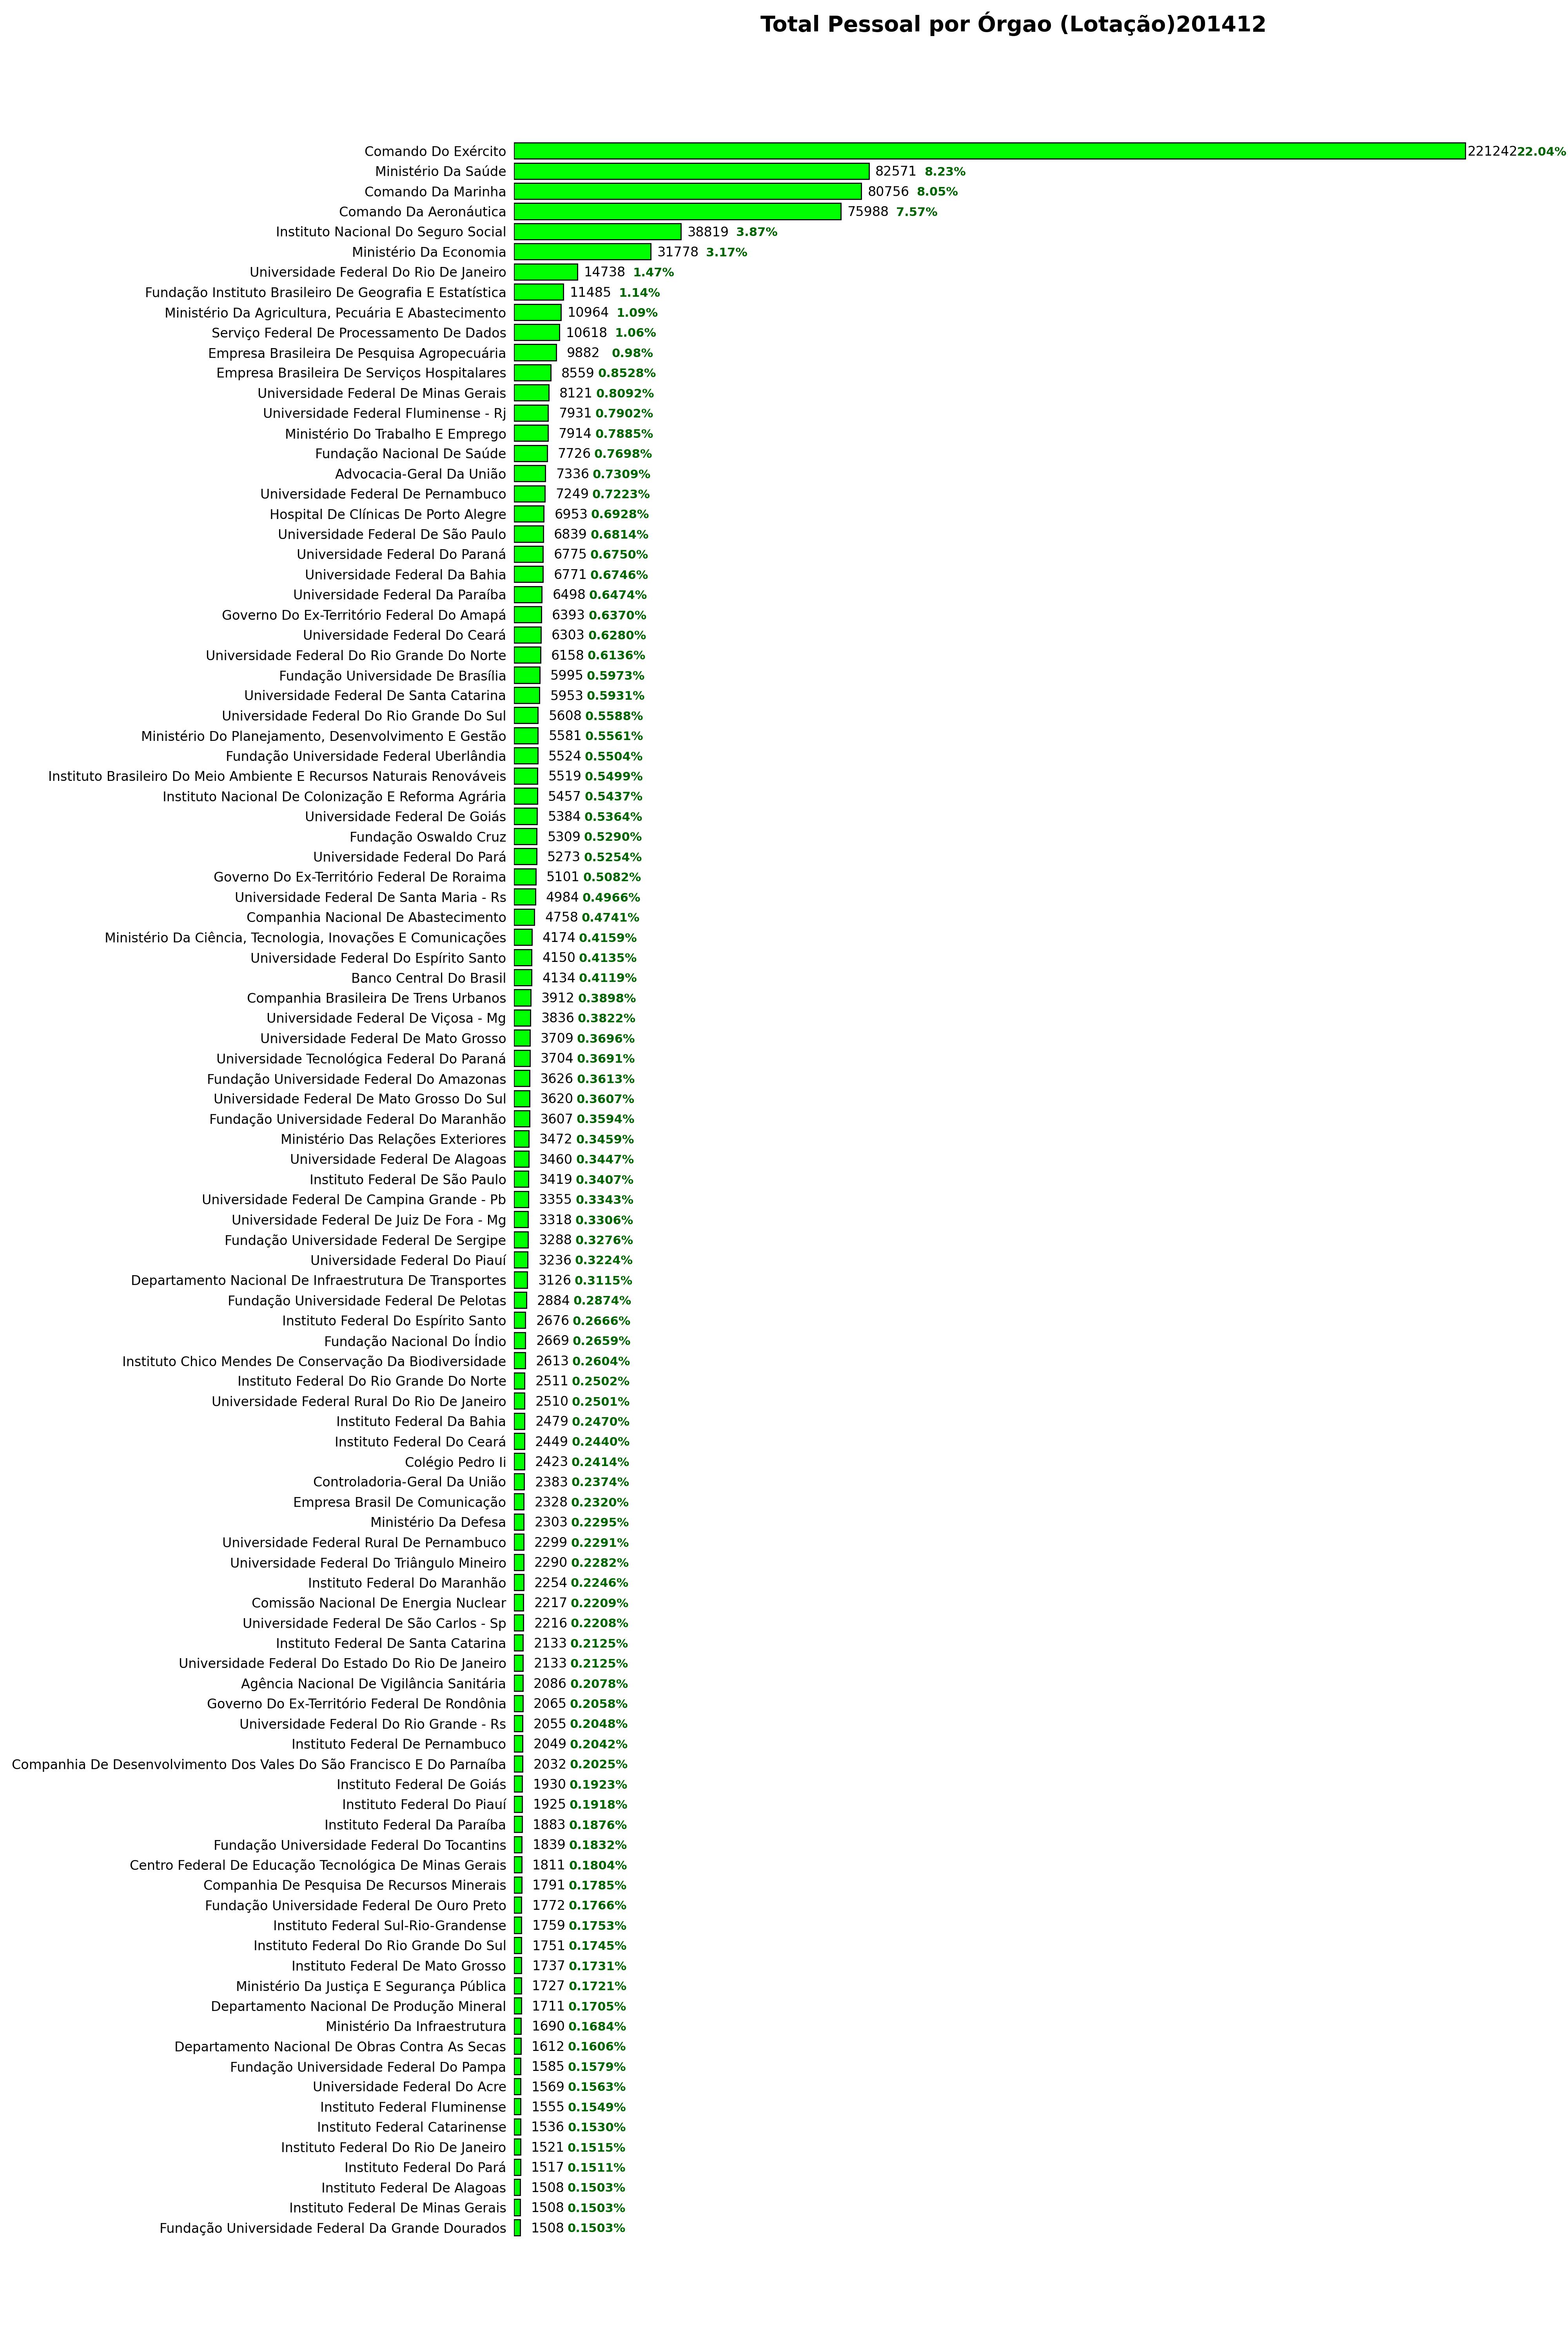 Total Pessoal por Órgao (Lotação)201412
Comando Do Exército 221242 22.04%
Ministério Da Saúde 82571 8.23%
Comando Da Marinha 80756 8.05%
Comando Da Aeronáutica 75988 7.57%
Instituto Nacional Do Seguro Social 38819 3.87%
Ministério Da Economia 31778 3.17%
Universidade Federal Do Rio De Janeiro 14738 1.47%
Fundação Instituto Brasileiro De Geografia E Estatística 11485 1.14%
Ministério Da Agricultura, Pecuária E Abastecimento 10964 1.09%
Serviço Federal De Processamento De Dados 10618 1.06%
Empresa Brasileira De Pesquisa Agropecuária 9882 0.98%
Empresa Brasileira De Serviços Hospitalares 8559 0.8528%
Universidade Federal De Minas Gerais 8121 0.8092%
Universidade Federal Fluminense - Rj 7931 0.7902%
Ministério Do Trabalho E Emprego 7914 0.7885%
Fundação Nacional De Saúde 7726 0.7698%
Advocacia-Geral Da União 7336 0.7309%
Universidade Federal De Pernambuco 7249 0.7223%
Hospital De Clínicas De Porto Alegre 6953 0.6928%
Universidade Federal De São Paulo 6839 0.6814%
Universidade Federal Do Paraná 6775 0.6750%
Universidade Federal Da Bahia 6771 0.6746%
Universidade Federal Da Paraíba 6498 0.6474%
Governo Do Ex-Território Federal Do Amapá 6393 0.6370%
Universidade Federal Do Ceará 6303 0.6280%
Universidade Federal Do Rio Grande Do Norte 6158 0.6136%
Fundação Universidade De Brasília 5995 0.5973%
Universidade Federal De Santa Catarina 5953 0.5931%
Universidade Federal Do Rio Grande Do Sul 5608 0.5588%
Ministério Do Planejamento, Desenvolvimento E Gestão 5581 0.5561%
Fundação Universidade Federal Uberlândia 5524 0.5504%
Instituto Brasileiro Do Meio Ambiente E Recursos Naturais Renováveis 5519 0.5499%
Instituto Nacional De Colonização E Reforma Agrária 5457 0.5437%
Universidade Federal De Goiás 5384 0.5364%
Fundação Oswaldo Cruz 5309 0.5290%
Universidade Federal Do Pará 5273 0.5254%
Governo Do Ex-Território Federal De Roraima 5101 0.5082%
Universidade Federal De Santa Maria - Rs 4984 0.4966%
Companhia Nacional De Abastecimento 4758 0.4741%
Ministério Da Ciência, Tecnologia, Inovações E Comunicações 4174 0.4159%
Universidade Federal Do Espírito Santo 4150 0.4135%
Banco Central Do Brasil 4134 0.4119%
Companhia Brasileira De Trens Urbanos 3912 0.3898%
Universidade Federal De Viçosa - Mg 3836 0.3822%
Universidade Federal De Mato Grosso 3709 0.3696%
Universidade Tecnológica Federal Do Paraná 3704 0.3691%
Fundação Universidade Federal Do Amazonas 3626 0.3613%
Universidade Federal De Mato Grosso Do Sul 3620 0.3607%
Fundação Universidade Federal Do Maranhão 3607 0.3594%
Ministério Das Relações Exteriores 3472 0.3459%
Universidade Federal De Alagoas 3460 0.3447%
Instituto Federal De São Paulo 3419 0.3407%
Universidade Federal De Campina Grande - Pb 3355 0.3343%
Universidade Federal De Juiz De Fora - Mg 3318 0.3306%
Fundação Universidade Federal De Sergipe 3288 0.3276%
Universidade Federal Do Piauí 3236 0.3224%
Departamento Nacional De Infraestrutura De Transportes 3126 0.3115%
Fundação Universidade Federal De Pelotas 2884 0.2874%
Instituto Federal Do Espírito Santo 2676 0.2666%
Fundação Nacional Do Índio 2669 0.2659%
Instituto Chico Mendes De Conservação Da Biodiversidade 2613 0.2604%
Instituto Federal Do Rio Grande Do Norte 2511 0.2502%
Universidade Federal Rural Do Rio De Janeiro 2510 0.2501%
Instituto Federal Da Bahia 2479 0.2470%
Instituto Federal Do Ceará 2449 0.2440%
Colégio Pedro Ii 2423 0.2414%
Controladoria-Geral Da União 2383 0.2374%
Empresa Brasil De Comunicação 2328 0.2320%
Ministério Da Defesa 2303 0.2295%
Universidade Federal Rural De Pernambuco 2299 0.2291%
Universidade Federal Do Triângulo Mineiro 2290 0.2282%
Instituto Federal Do Maranhão 2254 0.2246%
Comissão Nacional De Energia Nuclear 2217 0.2209%
Universidade Federal De São Carlos - Sp 2216 0.2208%
Instituto Federal De Santa Catarina 2133 0.2125%
Universidade Federal Do Estado Do Rio De Janeiro 2133 0.2125%
Agência Nacional De Vigilância Sanitária 2086 0.2078%
Governo Do Ex-Território Federal De Rondônia 2065 0.2058%
Universidade Federal Do Rio Grande - Rs 2055 0.2048%
Instituto Federal De Pernambuco 2049 0.2042%
Companhia De Desenvolvimento Dos Vales Do São Francisco E Do Parnaíba 2032 0.2025%
Instituto Federal De Goiás 1930 0.1923%
Instituto Federal Do Piauí 1925 0.1918%
Instituto Federal Da Paraíba 1883 0.1876%
Fundação Universidade Federal Do Tocantins 1839 0.1832%
Centro Federal De Educação Tecnológica De Minas Gerais 1811 0.1804%
Companhia De Pesquisa De Recursos Minerais 1791 0.1785%
Fundação Universidade Federal De Ouro Preto 1772 0.1766%
Instituto Federal Sul-Rio-Grandense 1759 0.1753%
Instituto Federal Do Rio Grande Do Sul 1751 0.1745%
Instituto Federal De Mato Grosso 1737 0.1731%
Ministério Da Justiça E Segurança Pública 1727 0.1721%
Departamento Nacional De Produção Mineral 1711 0.1705%
Ministério Da Infraestrutura 1690 0.1684%
Departamento Nacional De Obras Contra As Secas 1612 0.1606%
Fundação Universidade Federal Do Pampa 1585 0.1579%
Universidade Federal Do Acre 1569 0.1563%
Instituto Federal Fluminense 1555 0.1549%
Instituto Federal Catarinense 1536 0.1530%
Instituto Federal Do Rio De Janeiro 1521 0.1515%
Instituto Federal Do Pará 1517 0.1511%
Instituto Federal De Alagoas 1508 0.1503%
Instituto Federal De Minas Gerais 1508 0.1503%
Fundação Universidade Federal Da Grande Dourados 1508 0.1503%